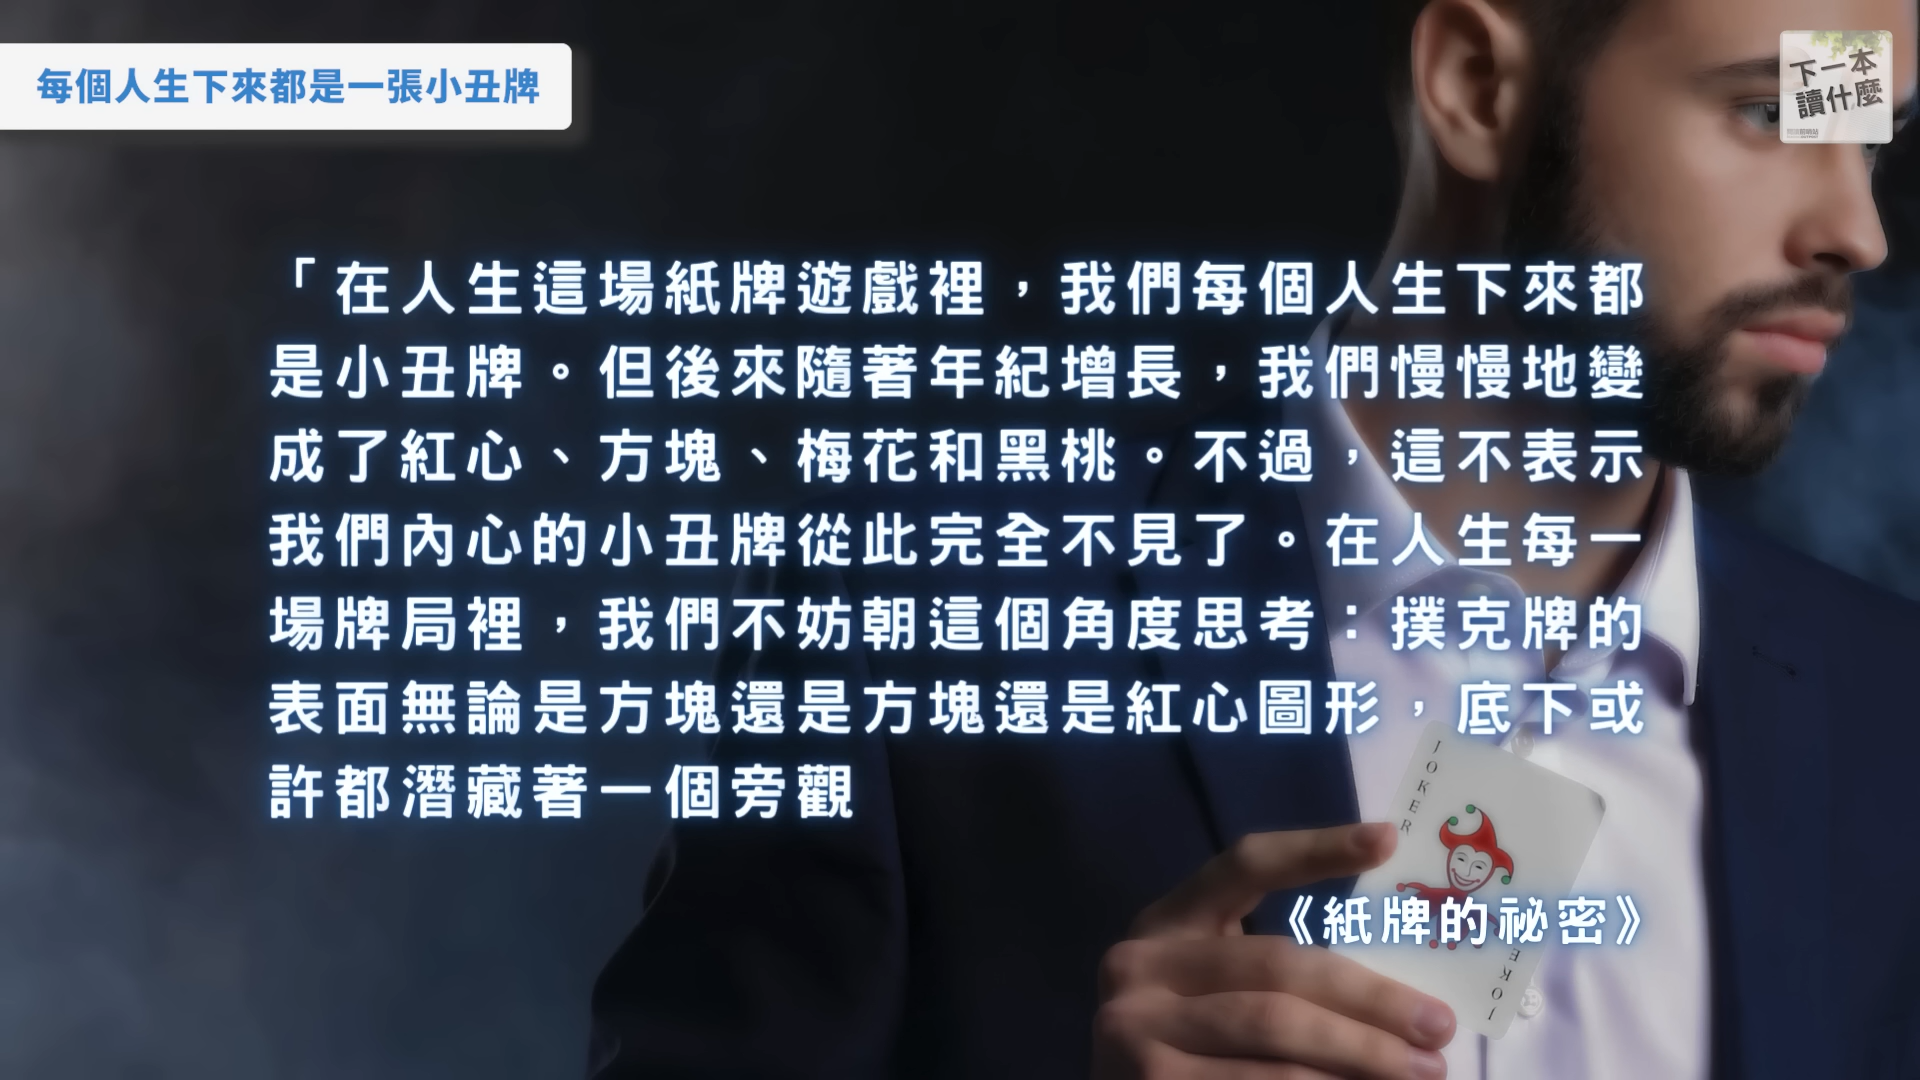 每個人生下來都是一張小丑牌
下一本
讀什麼
「在人生這場紙牌遊戲裡，我們每個人生下來都
是小丑牌。但後來隨著年紀增長，我們慢慢地變
成了紅心、方塊、梅花和黑桃。不過，這不表示
我們內心的小丑牌從此完全不見了。在人生每一
場牌局裡，我們不妨朝這個角度思考：撲克牌的
表面無論是方塊還是方塊還是紅心圖形，底下或
許都潛藏著一個旁觀
JOKER
《紙牌的祕密》
JOKE